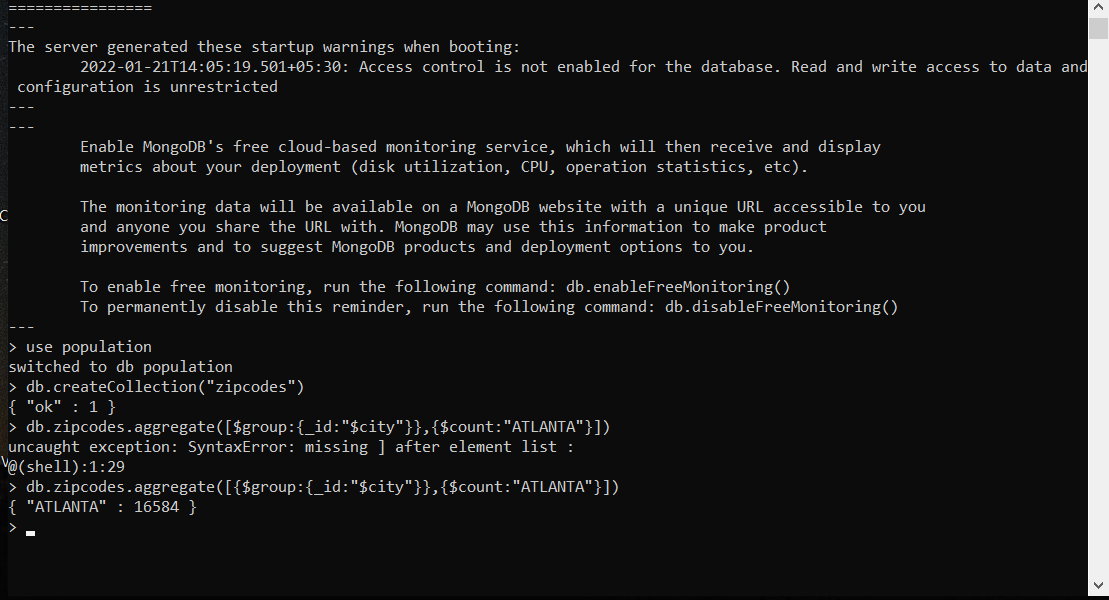 ================
---
The server generated these startup warnings when booting:
        2022-01-21T14:05:19.501+05:30: Access control is not enabled for the database. Read and write access to data and
 configuration is unrestricted
---
---
        Enable MongoDB's free cloud-based monitoring service, which will then receive and display
        metrics about your deployment (disk utilization, CPU, operation statistics, etc).

        The monitoring data will be available on a MongoDB website with a unique URL accessible to you
        and anyone you share the URL with. MongoDB may use this information to make product
        improvements and to suggest MongoDB products and deployment options to you.

        To enable free monitoring, run the following command: db.enableFreeMonitoring()
        To permanently disable this reminder, run the following command: db.disableFreeMonitoring()
---
> use population
switched to db population
> db.createCollection("zipcodes")
{ "ok" : 1 }
> db.zipcodes.aggregate([$group:{_id:"$city"}},{$count:"ATLANTA"}])
uncaught exception: SyntaxError: missing ] after element list :
@(shell):1:29
> db.zipcodes.aggregate([{$group:{_id:"$city"}},{$count:"ATLANTA"}])
{ "ATLANTA" : 16584 }
>